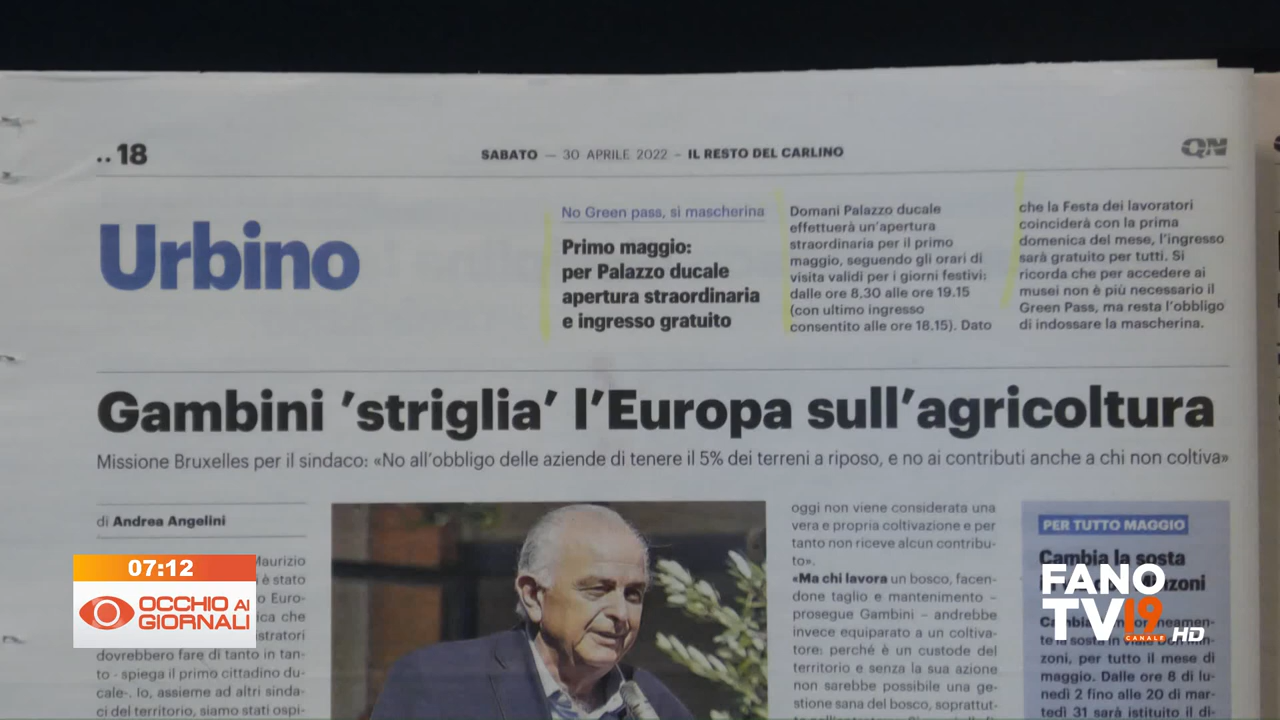 ..18
SABATO — 30 APRILE 2022 – IL RESTO DEL CARLINO
QN
Urbino
No Green pass, sì mascherina
Primo maggio:
per Palazzo ducale
apertura straordinaria
e ingresso gratuito
Domani Palazzo ducale
effettuerà un'apertura
straordinaria per il primo
maggio, seguendo gli orari di
visita validi per i giorni festivi:
dalle ore 8,30 alle ore 19.15
(con ultimo ingresso
consentito alle ore 18.15). Dato
che la Festa dei lavoratori
coinciderà con la prima
domenica del mese, l'ingresso
sarà gratuito per tutti. Si
ricorda che per accedere ai
musei non è più necessario il
Green Pass, ma resta l'obbligo
di indossare la mascherina.
Gambini 'striglia' l'Europa sull'agricoltura
Missione Bruxelles per il sindaco: «No all'obbligo delle aziende di tenere il 5% dei terreni a riposo, e no ai contributi anche a chi non coltiva»
di Andrea Angelini
Maurizio
è stato
Euro-
ca che
istratori
dovrebbero fare di tanto in tan-
to - spiega il primo cittadino du-
cale-. Io, assieme ad altri sinda-
ci del territorio, siamo stati ospi-
oggi non viene considerata una
vera e propria coltivazione e per
tanto non riceve alcun contribu-
to».
«Ma chi lavora un bosco, facen-
done taglio e mantenimento –
prosegue Gambini – andrebbe
invece equiparato a un coltiva-
tore: perché è un custode del
territorio e senza la sua azione
non sarebbe possibile una ge-
stione sana del bosco, soprattut-
PER TUTTO MAGGIO
Cambia la sosta
zoni
Cambia
neamen-
te la sosta in viale
zoni, per tutto il mese di
maggio. Dalle ore 8 di lu-
nedì 2 fino alle 20 di mar-
tedì 31 sarà istituito il di-
07:12
OCCHIO AI
GIORNALI
FANO
TV 19
CANALE HD